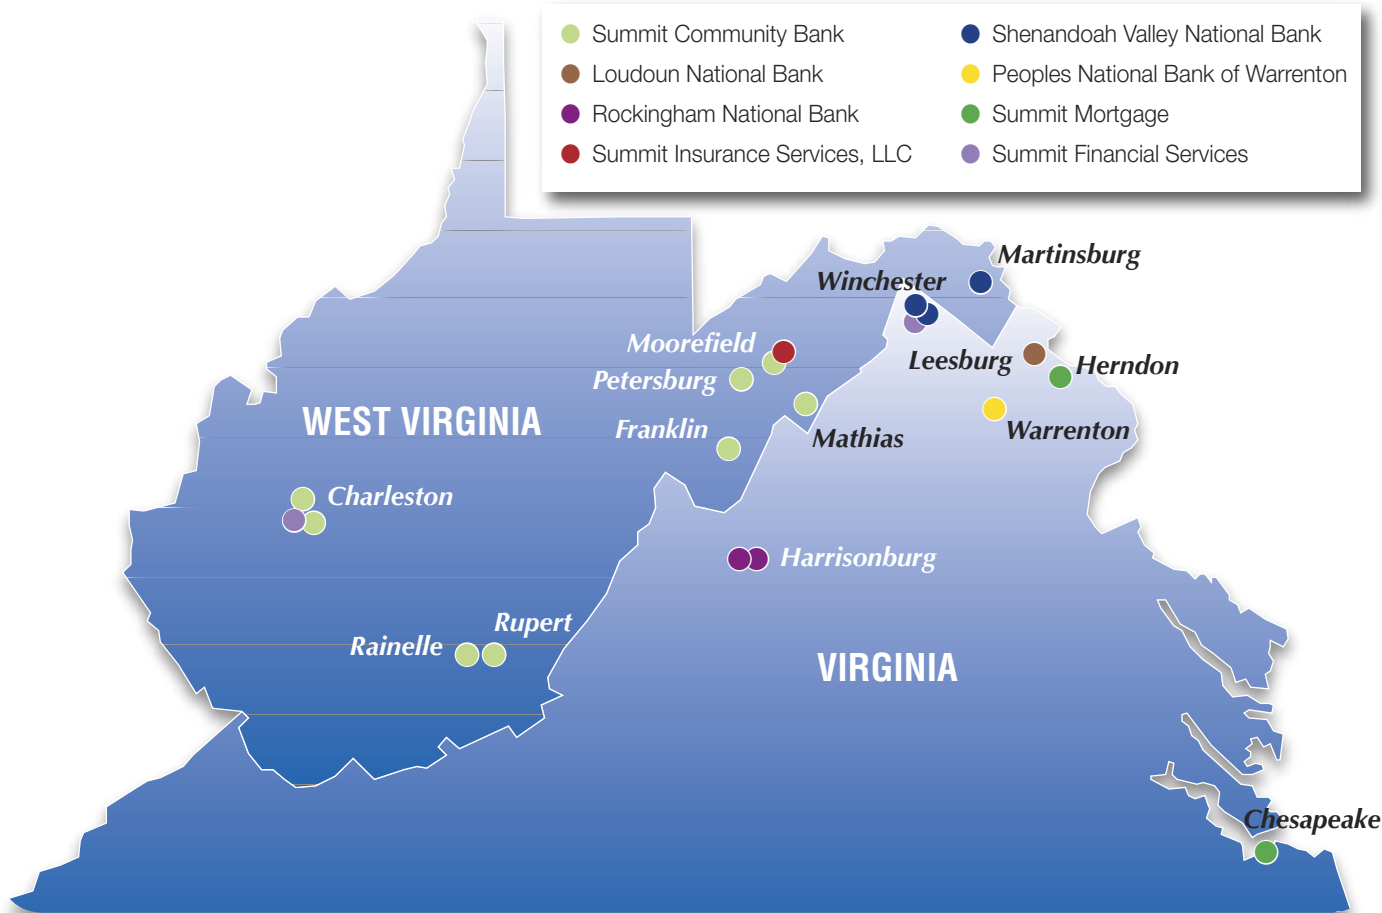 Summit Community Bank
Loudoun National Bank
Rockingham National Bank
Summit Insurance Services, LLC
Shenandoah Valley National Bank
Peoples National Bank of Warrenton
Summit Mortgage
Summit Financial Services
Martinsburg
Winchester
Moorefield
Leesburg
Herndon
Petersburg
WEST VIRGINIA
Franklin
Mathias
Warrenton
Charleston
Harrisonburg
Rupert
Rainelle
VIRGINIA
Chesapeake